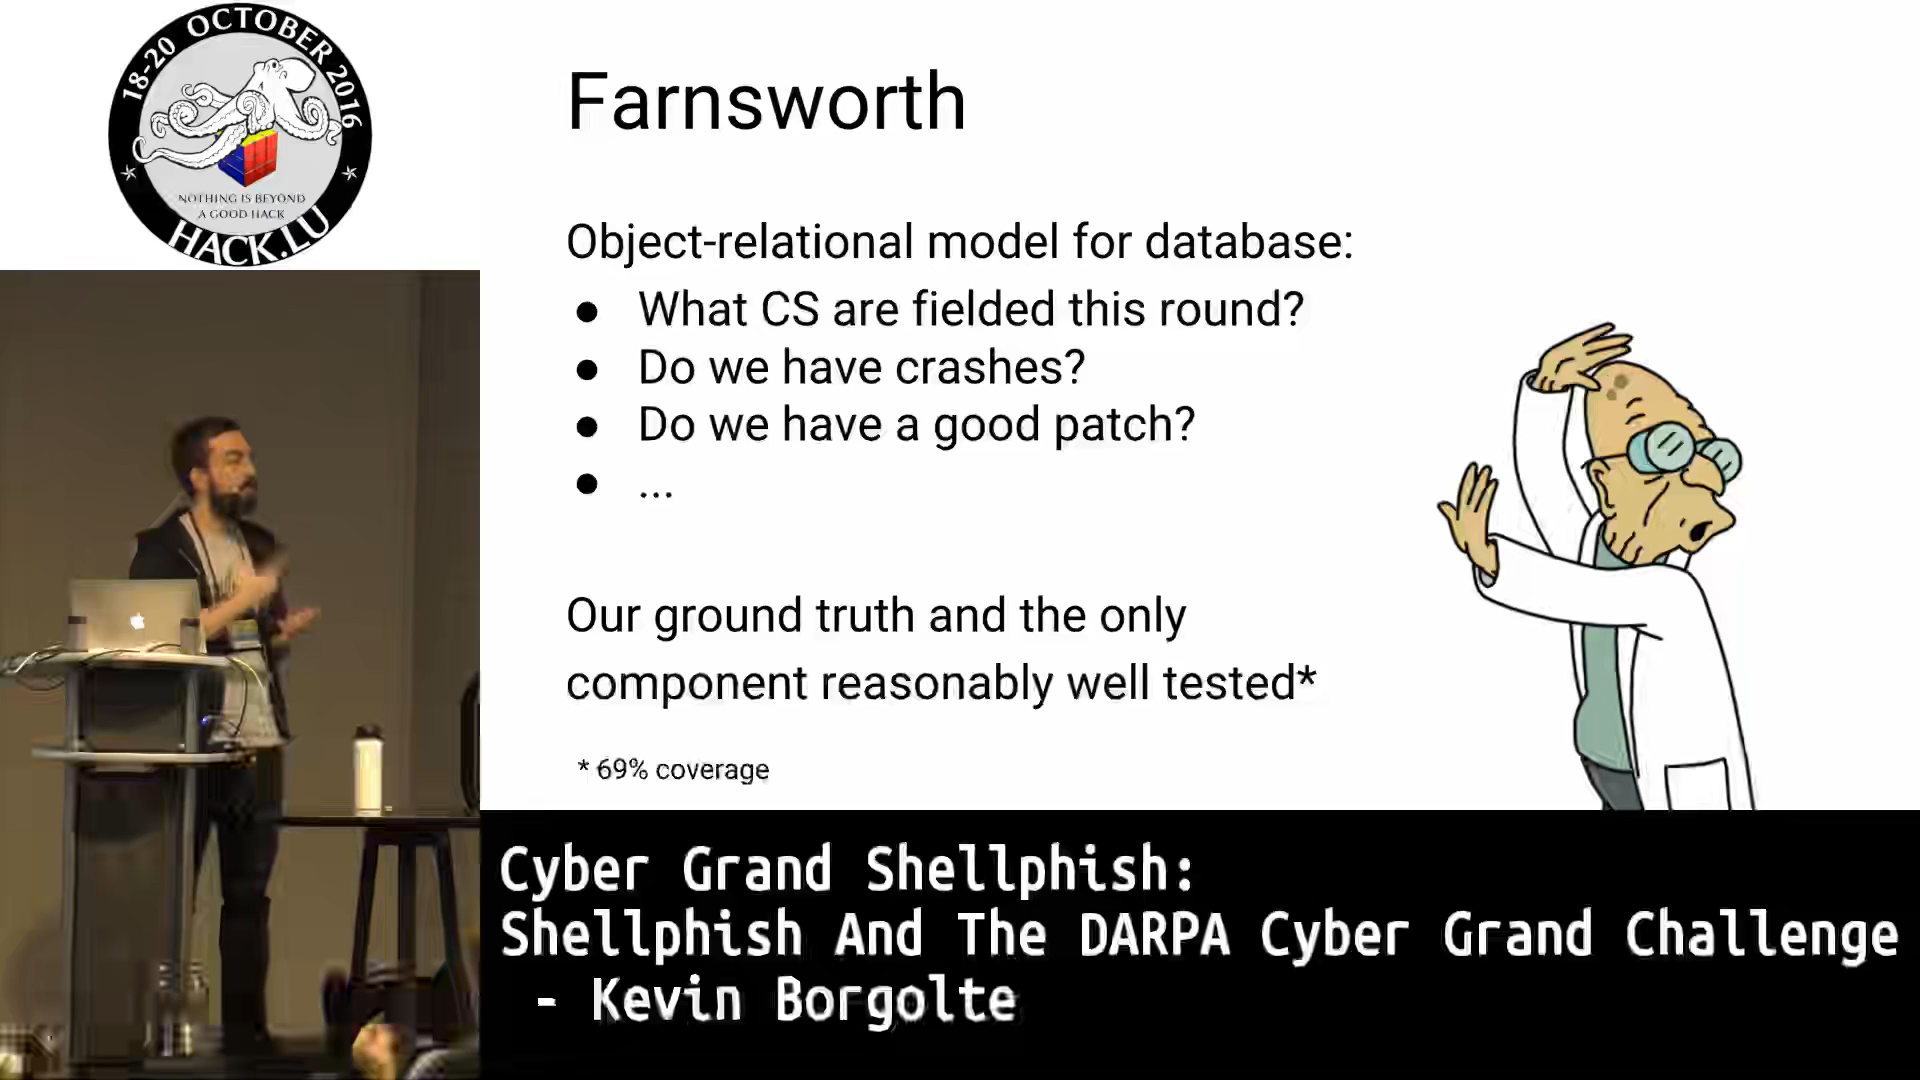 18-20 OCTOBER 2016
NOTHING IS BEYOND
A GOOD HACK
HACK.LU
Farnsworth
Object-relational model for database:
● What CS are fielded this round?
● Do we have crashes?
● Do we have a good patch?
● ...
Our ground truth and the only
component reasonably well tested*
* 69% coverage
Cyber Grand Shellphish:
Shellphish And The DARPA Cyber Grand Challenge
- Kevin Borgolte